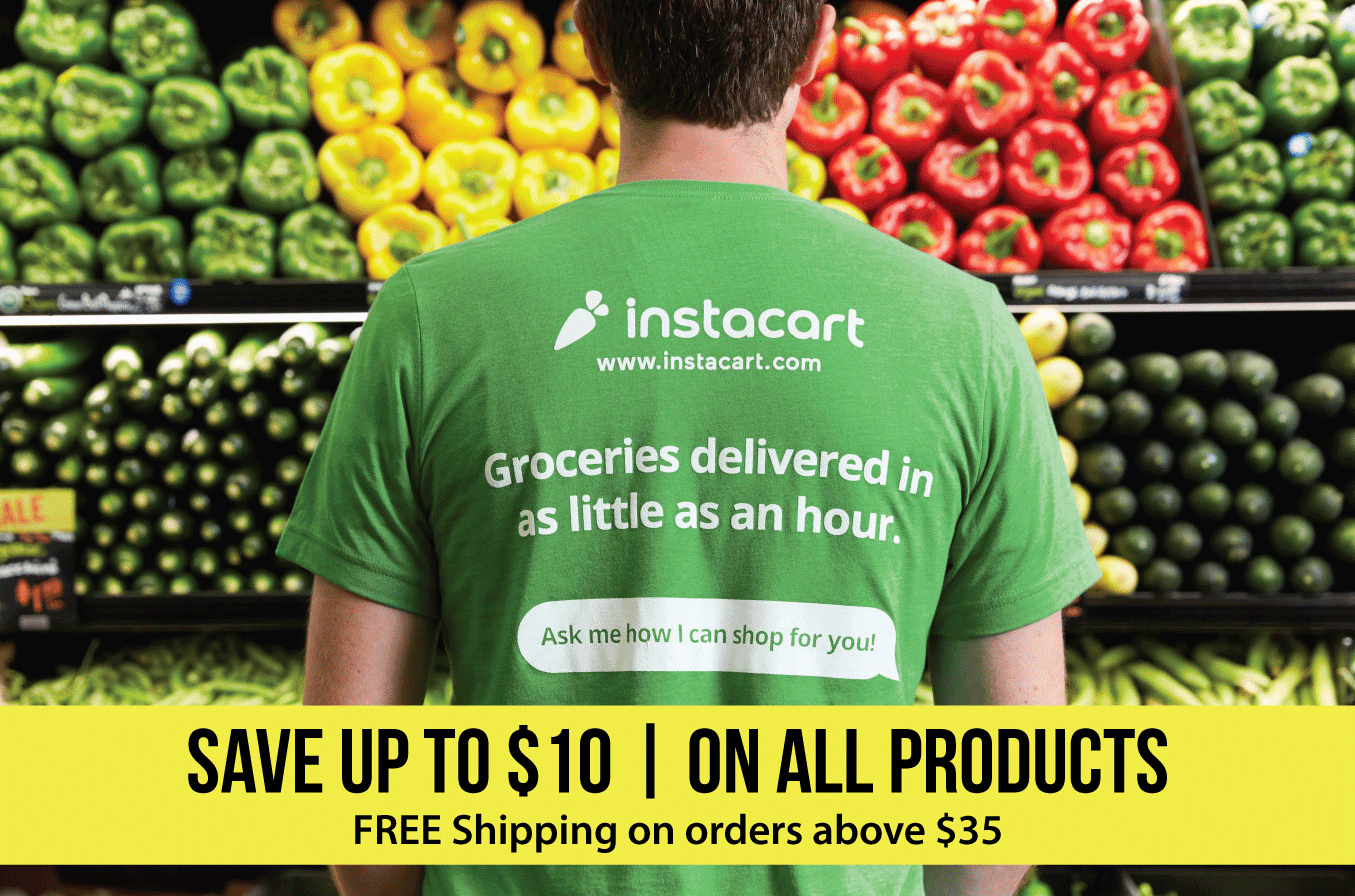 instacart
www.instacart.com
Groceries delivered in
as little as an hour.
Ask me how I can shop for you!
ALE
SAVE UP TO $10 | ON ALL PRODUCTS
FREE Shipping on orders above $35